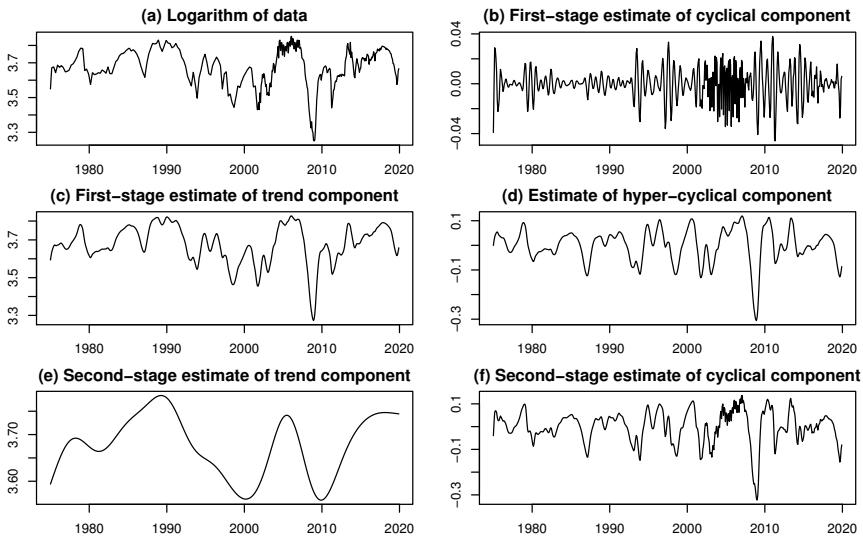 (a) Logarithm of data
3.3 3.5 3.7
1980 1990 2000 2010 2020
(b) First−stage estimate of cyclical component
−0.04 0.00 0.04
1980 1990 2000 2010 2020
(c) First−stage estimate of trend component
3.3 3.5 3.7
1980 1990 2000 2010 2020
(d) Estimate of hyper−cyclical component
−0.3 −0.1 0.1
1980 1990 2000 2010 2020
(e) Second−stage estimate of trend component
3.60 3.70
1980 1990 2000 2010 2020
(f) Second−stage estimate of cyclical component
−0.3 −0.1 0.1
1980 1990 2000 2010 2020